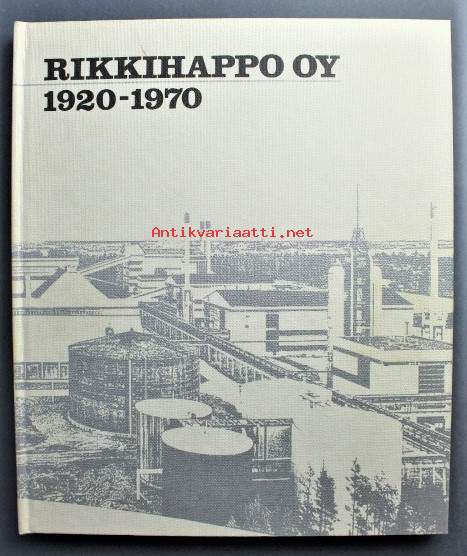 RIKKIHAPPO OY
1920-1970
Antikvariaatti.net